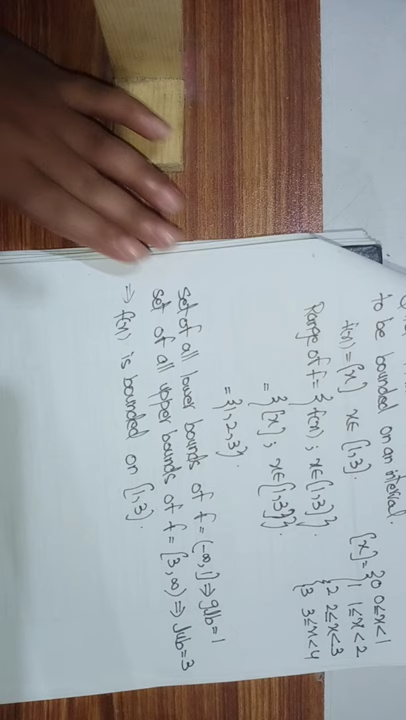 to be bounded on an interval.
f(x) = [x] x ∈ [1,3].
[x] = { 0 0≤x<1
1 1≤x<2
2 2≤x<3
3 3≤x<4
Range of f = { f(x) ; x∈[1,3] }.
= { [x] ; x∈[1,3] }.
= {1,2,3}.
set of all lower bounds of f = (-∞,1] ⇒ glb = 1
set of all upper bounds of f = [3,∞) ⇒ lub = 3
⇒ f(x) is bounded on [1,3].